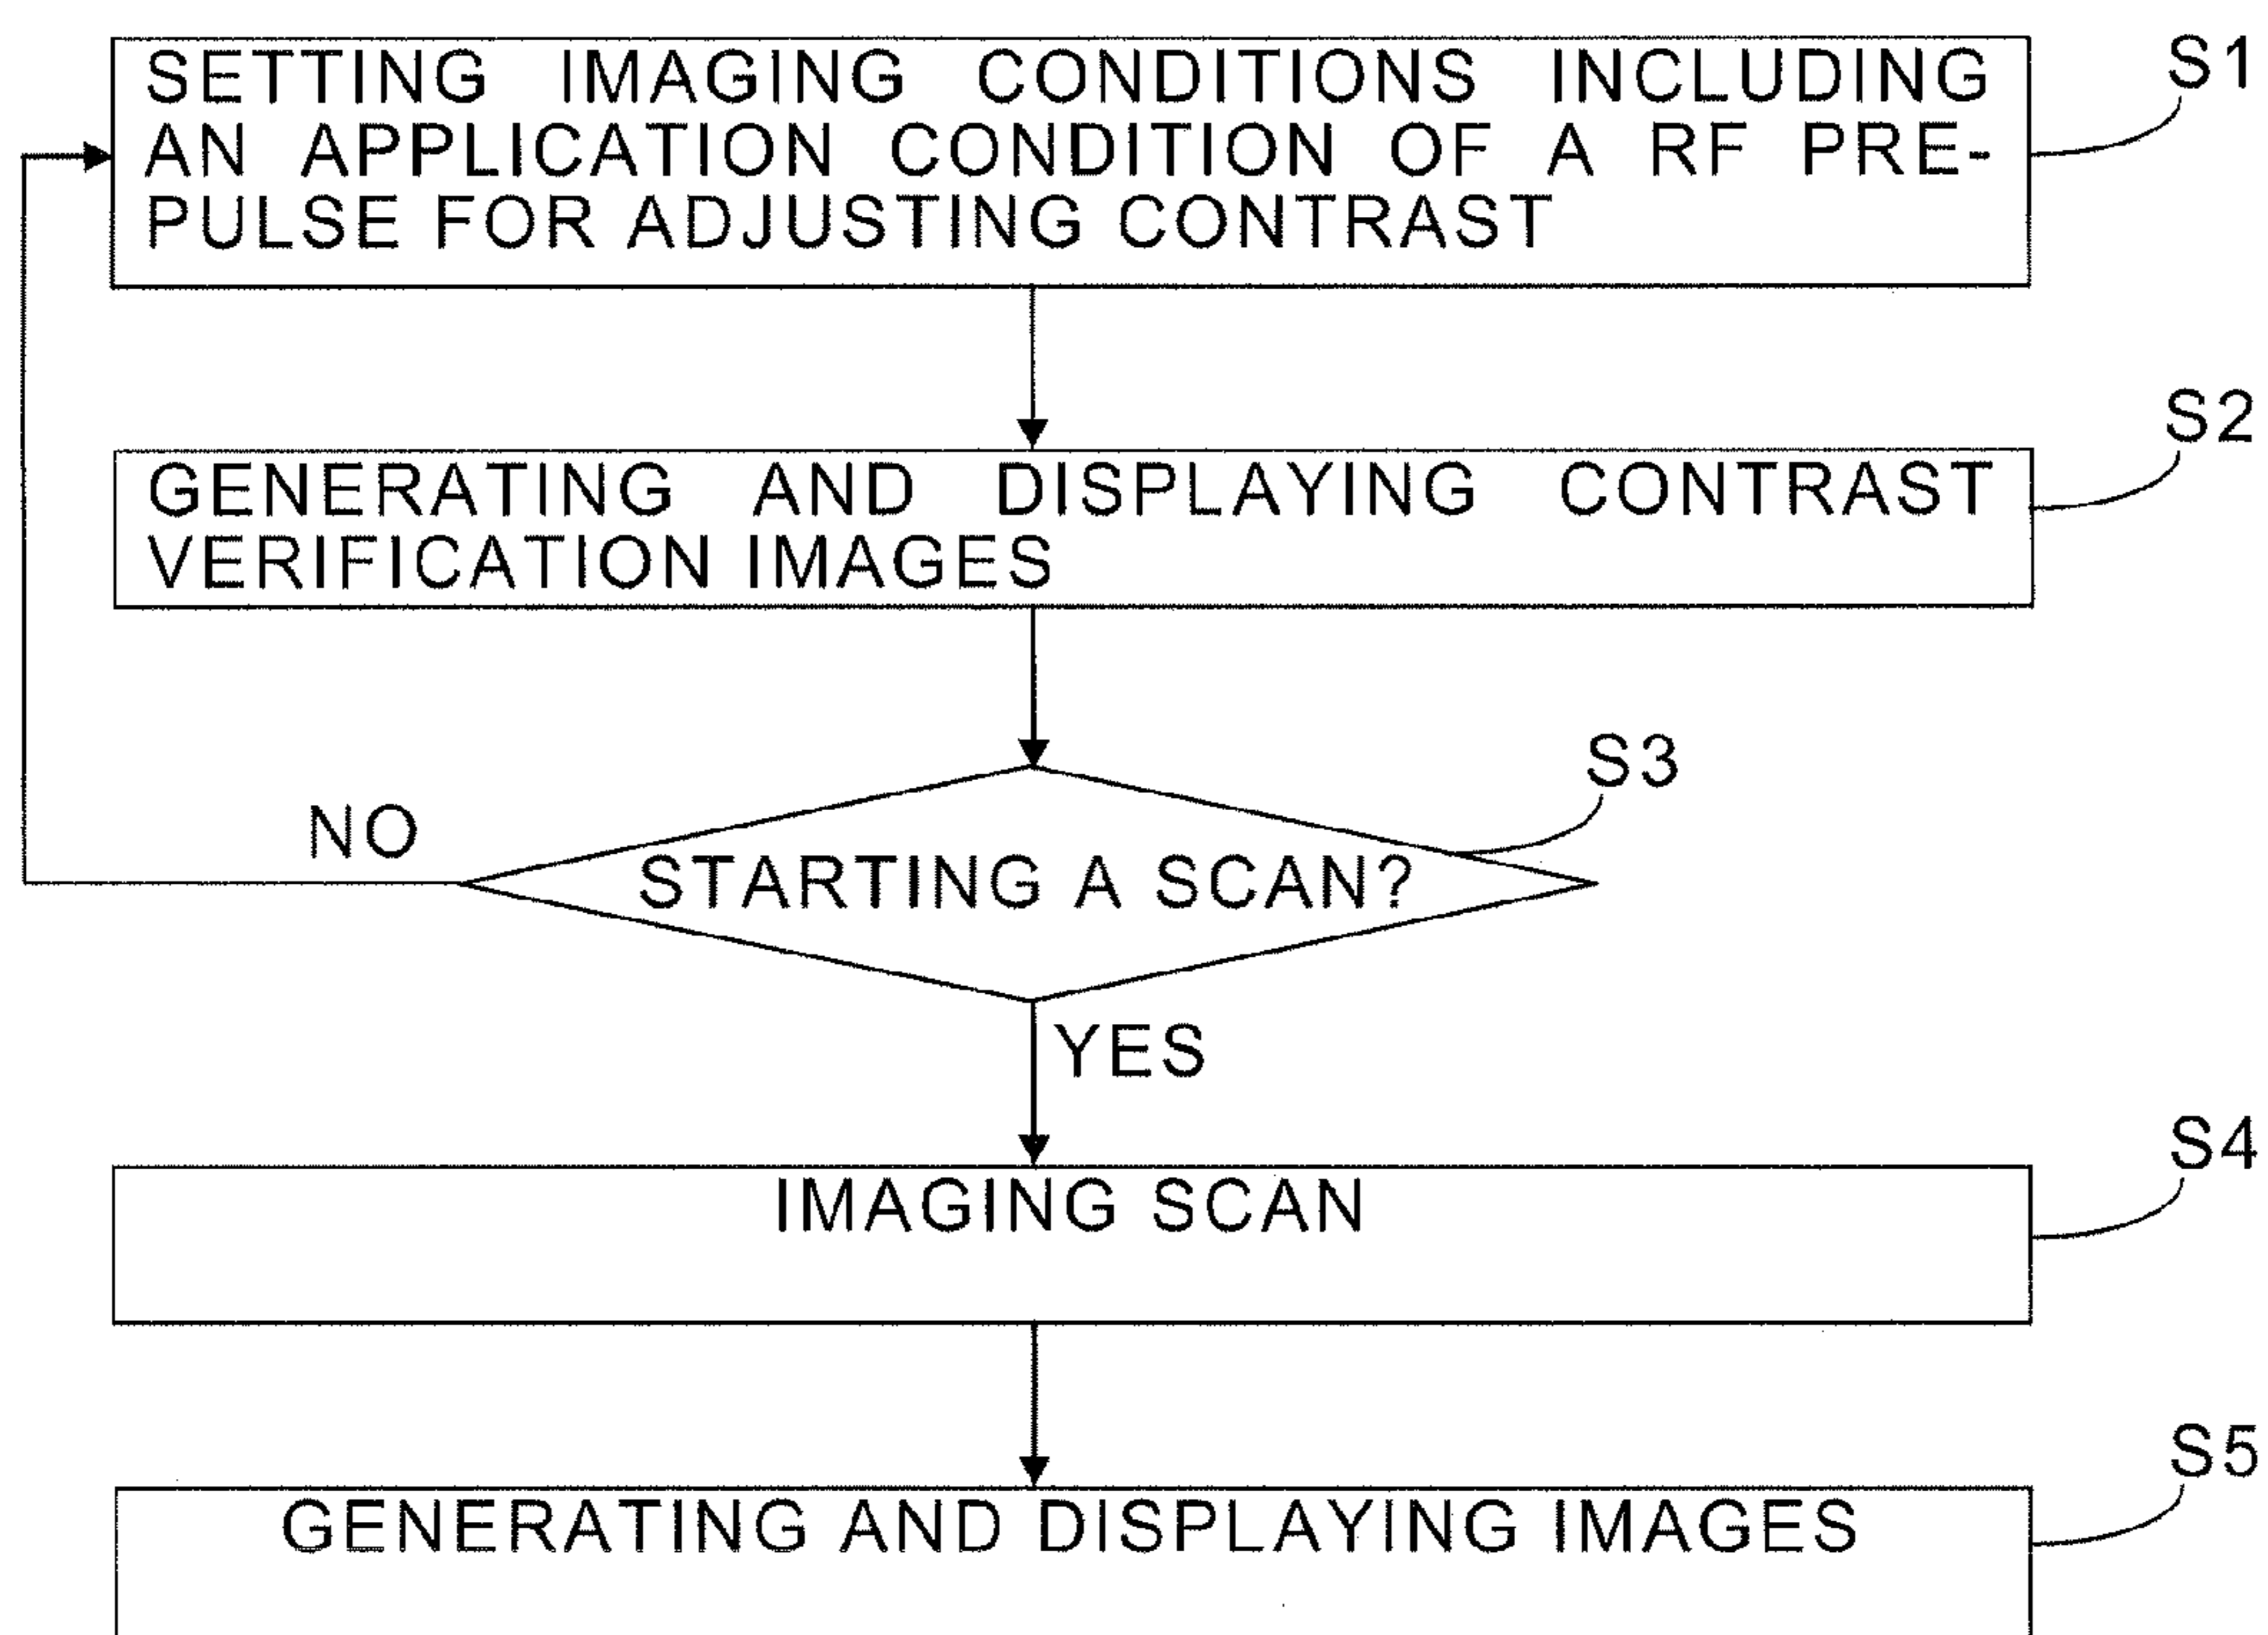 SETTING IMAGING CONDITIONS INCLUDING
S1
AN APPLICATION CONDITION OF A RF PRE-
PULSE FOR ADJUSTING CONTRAST
S2
GENERATING AND DISPLAYING CONTRAST
VERIFICATION IMAGES
S3
NO
STARTING A SCAN?
YES
S4
IMAGING SCAN
S5
GENERATING AND DISPLAYING IMAGES